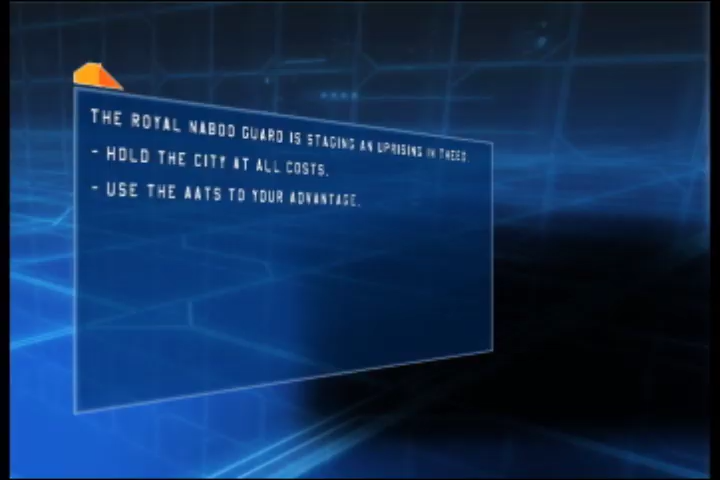 THE ROYAL NABOO GUARD IS STAGING AN UPRISING IN THEED.
- HOLD THE CITY AT ALL COSTS.
- USE THE AATS TO YOUR ADVANTAGE.